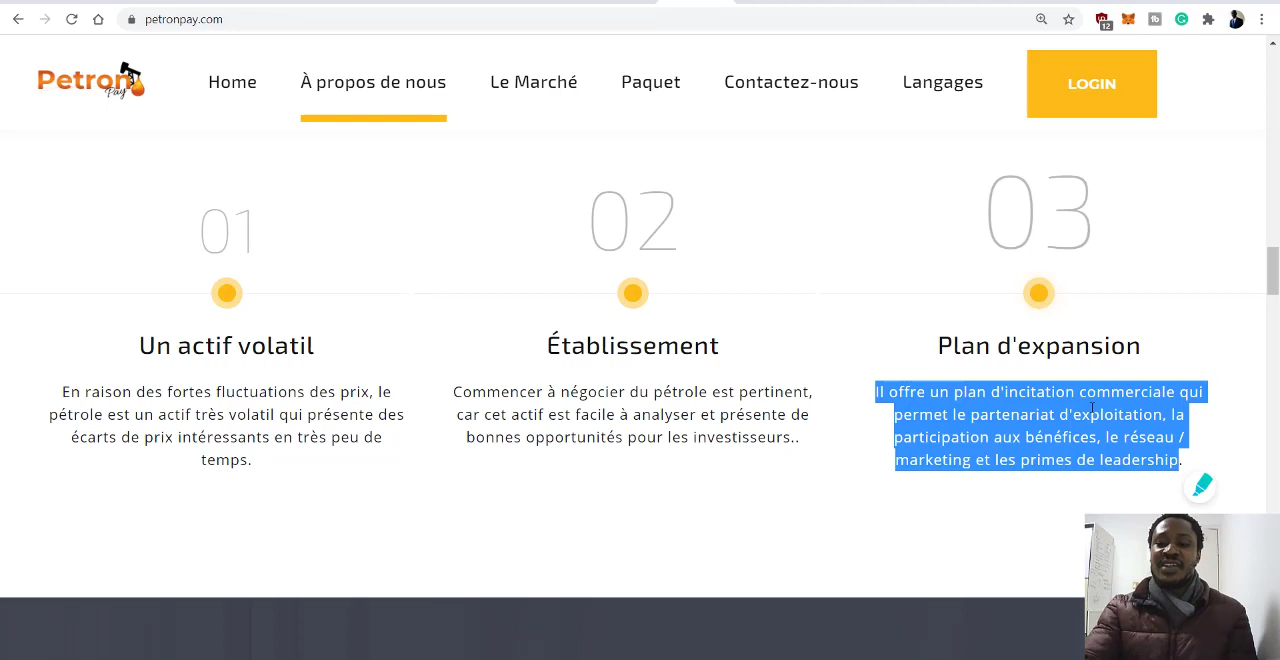 petronpay.com
12
Petron
Pay
Home
À propos de nous
Le Marché
Paquet
Contactez-nous
Langages
LOGIN
01
02
03
Un actif volatil
En raison des fortes fluctuations des prix, le
pétrole est un actif très volatil qui présente des
écarts de prix intéressants en très peu de
temps.
Établissement
Commencer à négocier du pétrole est pertinent,
car cet actif est facile à analyser et présente de
bonnes opportunités pour les investisseurs..
Plan d'expansion
Il offre un plan d'incitation commerciale qui
permet le partenariat d'exploitation, la
participation aux bénéfices, le réseau /
marketing et les primes de leadership.